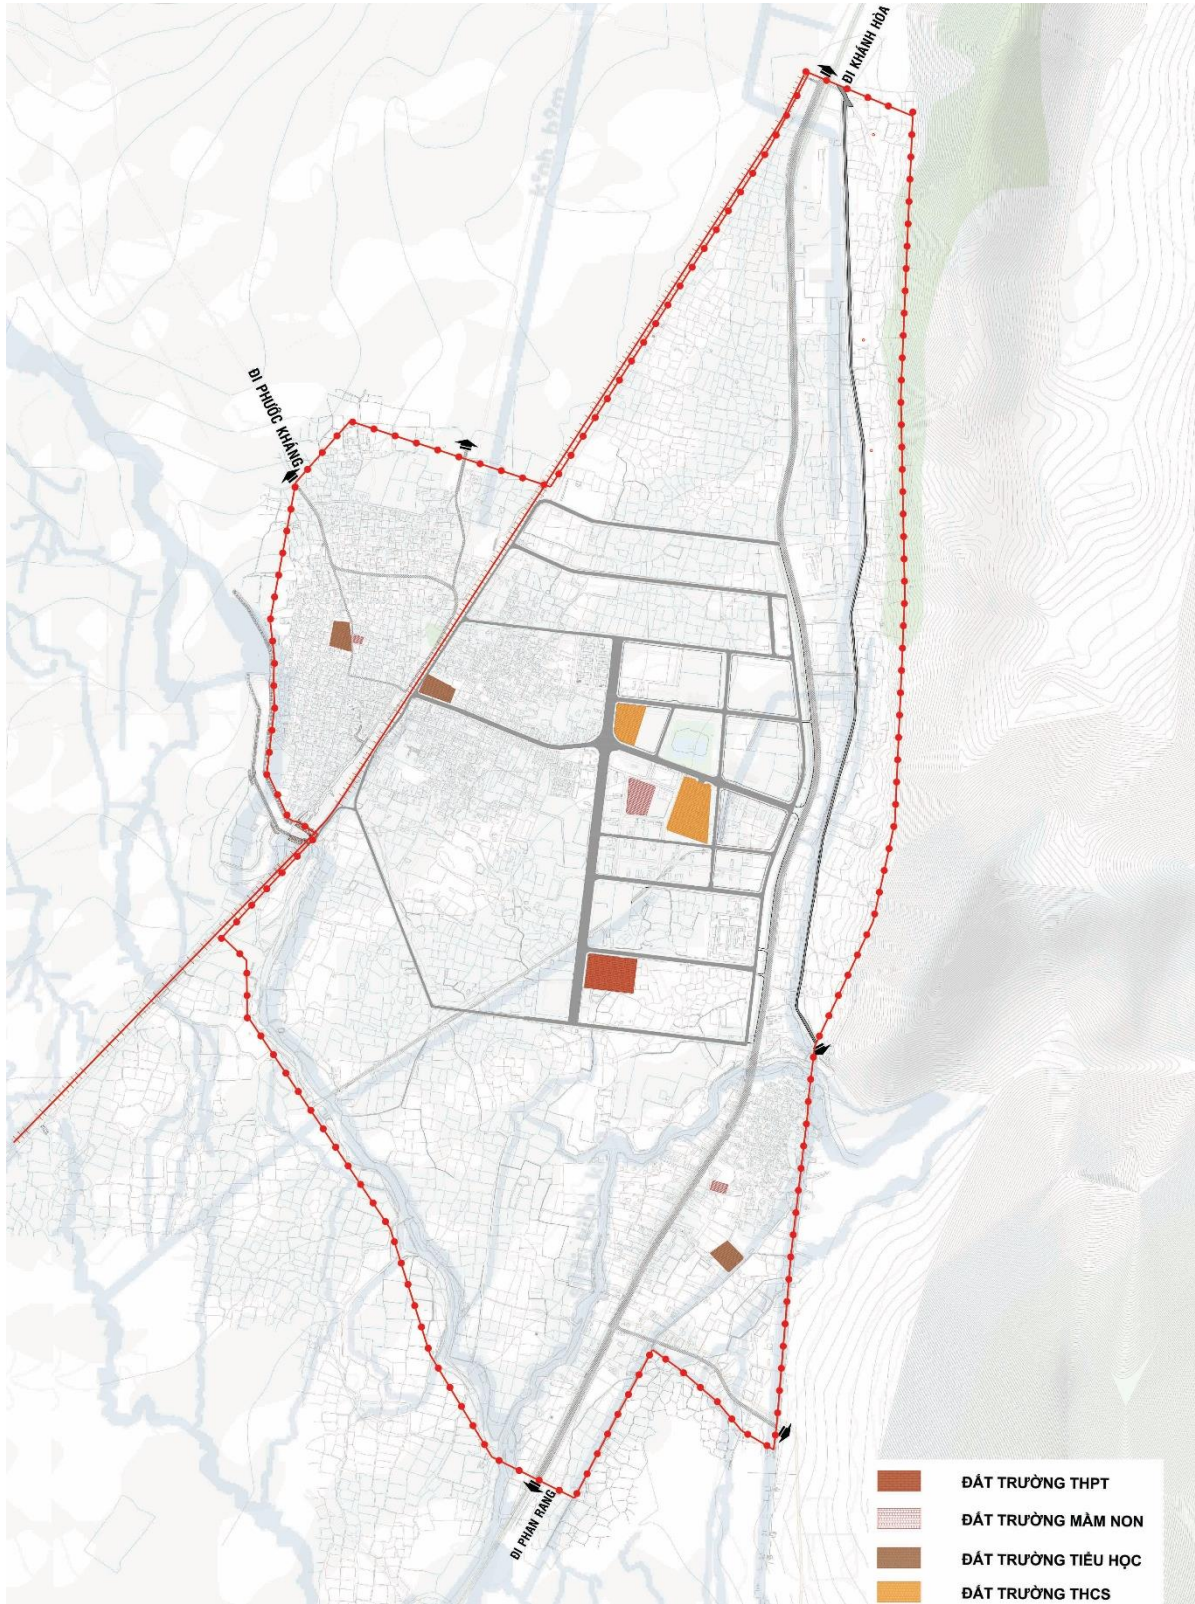 ĐI KHÁNH HÒA
ĐI PHƯỚC KHÁNG
ĐI PHAN RANG
ĐẤT TRƯỜNG THPT
ĐẤT TRƯỜNG MẦM NON
ĐẤT TRƯỜNG TIỂU HỌC
ĐẤT TRƯỜNG THCS